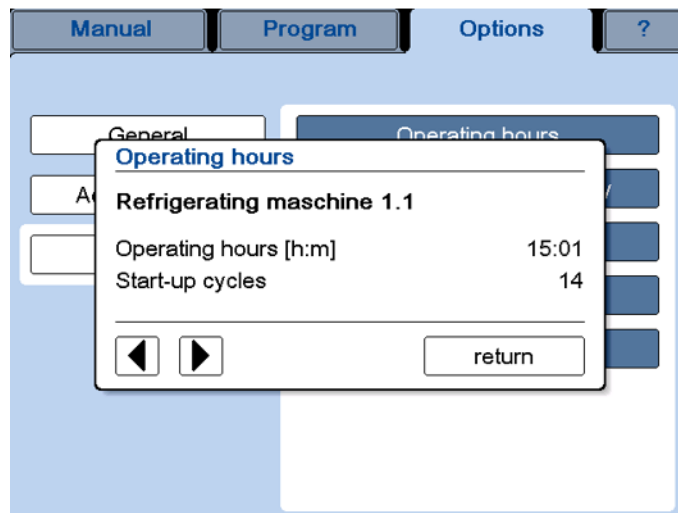 Manual Program Options ?
General Operating hours
Operating hours
Refrigerating maschine 1.1
Operating hours [h:m] 15:01
Start-up cycles 14
return